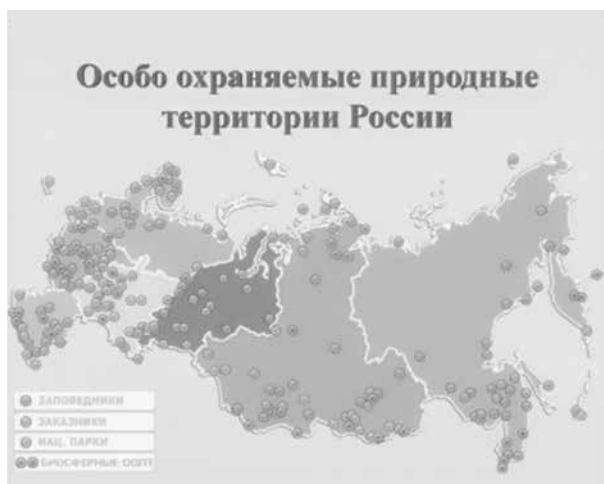 Особо охраняемые природные
территории России
ЗАПОВЕДНИКИ
ЗАКАЗНИКИ
НАЦ. ПАРКИ
БИОСФЕРНЫЕ ООПТ